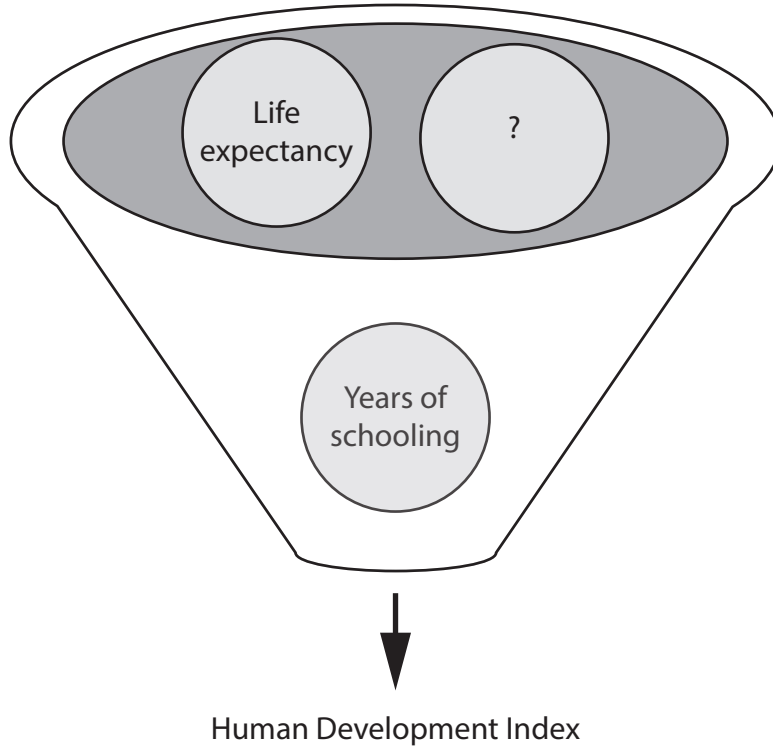 Life
expectancy
?
Years of
schooling
Human Development Index